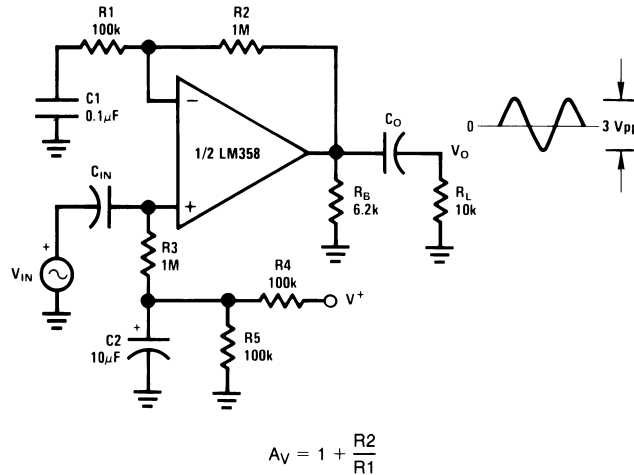 R1
100k
R2
1M
C1
0.1μF
−
1/2 LM358
+
CIN
VIN
+
R3
1M
R4
100k
V+
C2
10μF
+
R5
100k
CO
VO
RB
6.2k
RL
10k
0
3 Vpp
AV = 1 + R2/R1